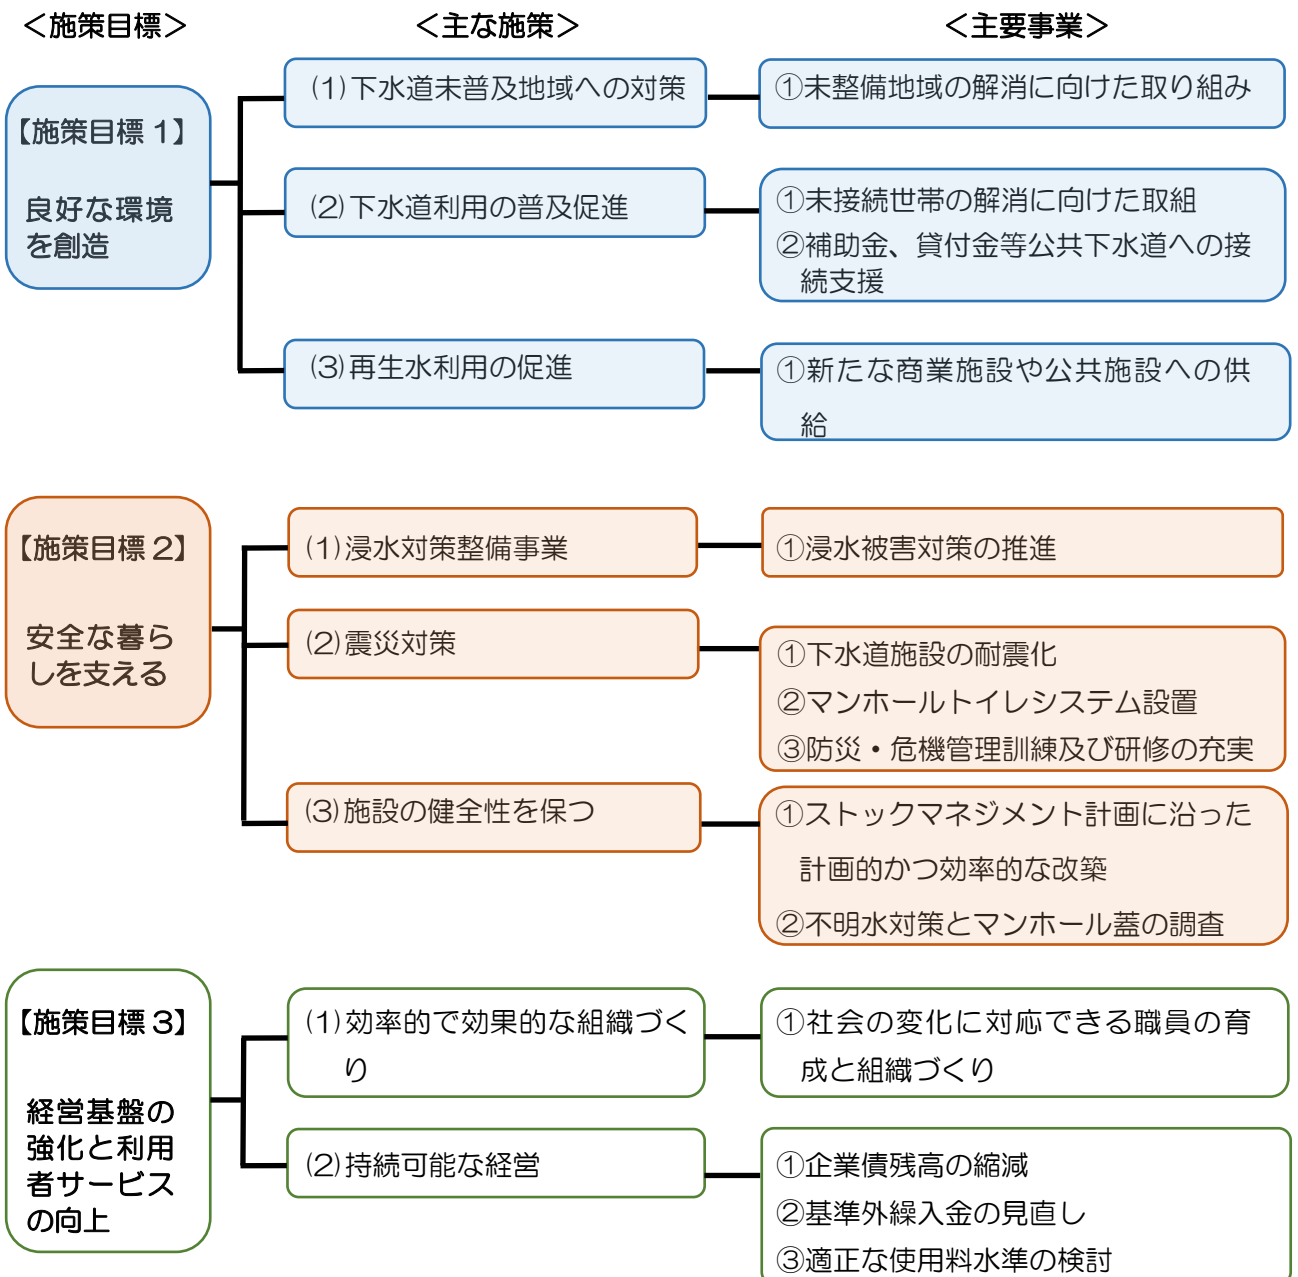 ＜施策目標＞
＜主な施策＞
＜主要事業＞
【施策目標 1】
良好な環境
を創造
(1)下水道未普及地域への対策
①未整備地域の解消に向けた取り組み
(2)下水道利用の普及促進
①未接続世帯の解消に向けた取組
②補助金、貸付金等公共下水道への接
続支援
(3)再生水利用の促進
①新たな商業施設や公共施設への供
給
【施策目標 2】
安全な暮ら
しを支える
(1)浸水対策整備事業
①浸水被害対策の推進
(2)震災対策
①下水道施設の耐震化
②マンホールトイレシステム設置
③防災・危機管理訓練及び研修の充実
(3)施設の健全性を保つ
①ストックマネジメント計画に沿った
計画的かつ効率的な改築
②不明水対策とマンホール蓋の調査
【施策目標 3】
経営基盤の
強化と利用
者サービス
の向上
(1)効率的で効果的な組織づく
り
①社会の変化に対応できる職員の育
成と組織づくり
(2)持続可能な経営
①企業債残高の縮減
②基準外繰入金の見直し
③適正な使用料水準の検討